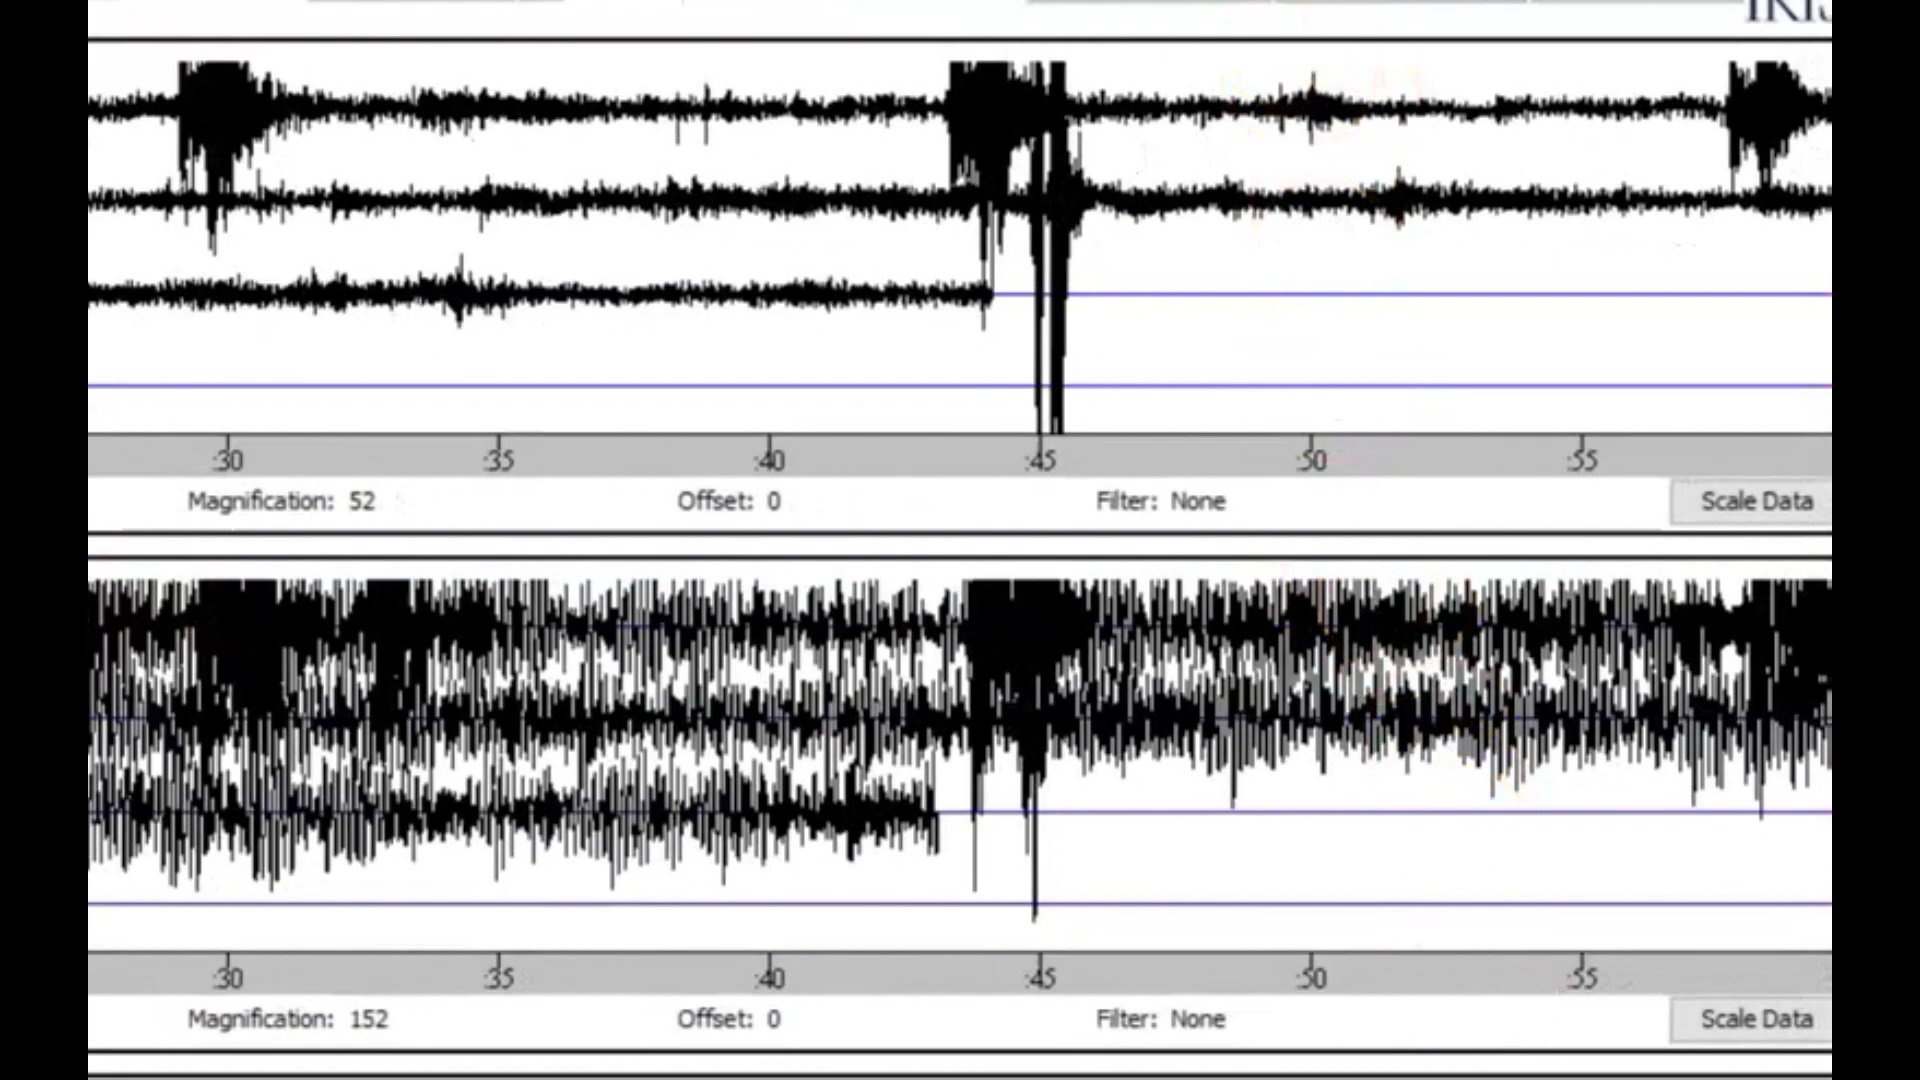 :30 :35 :40 :45 :50 :55
Magnification: 52 Offset: 0 Filter: None Scale Data
:30 :35 :40 :45 :50 :55
Magnification: 152 Offset: 0 Filter: None Scale Data